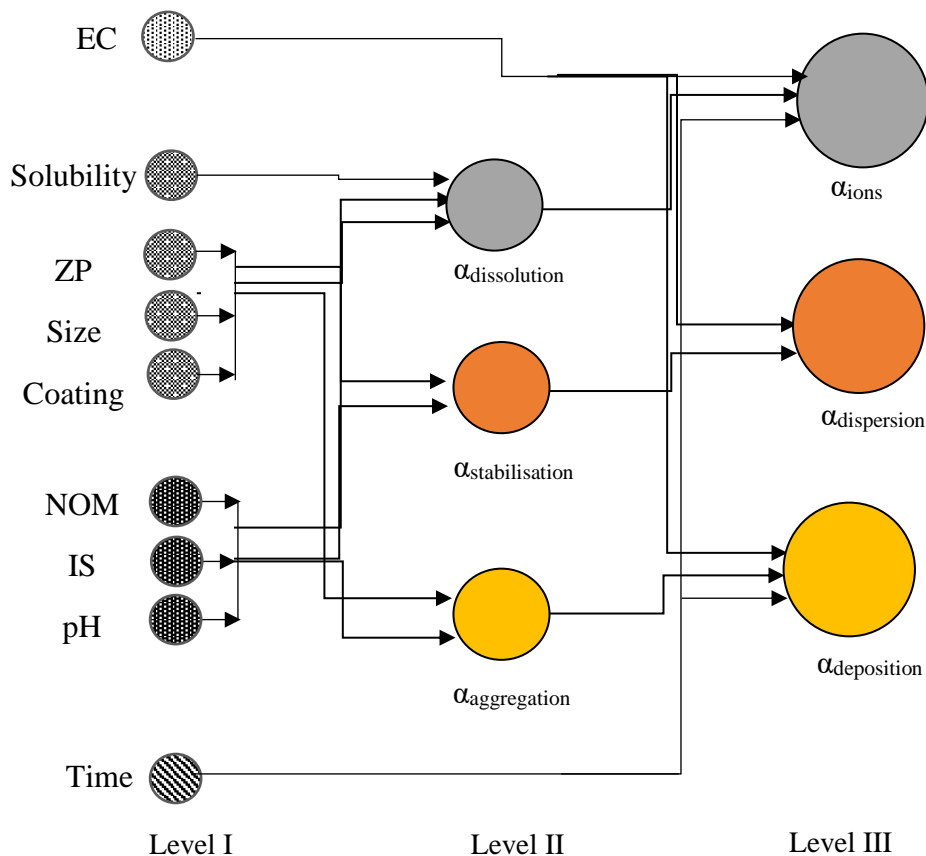 EC
Solubility
ZP
Size
Coating
NOM
IS
pH
Time
Level I
αdissolution
αstabilisation
αaggregation
Level II
αions
αdispersion
αdeposition
Level III